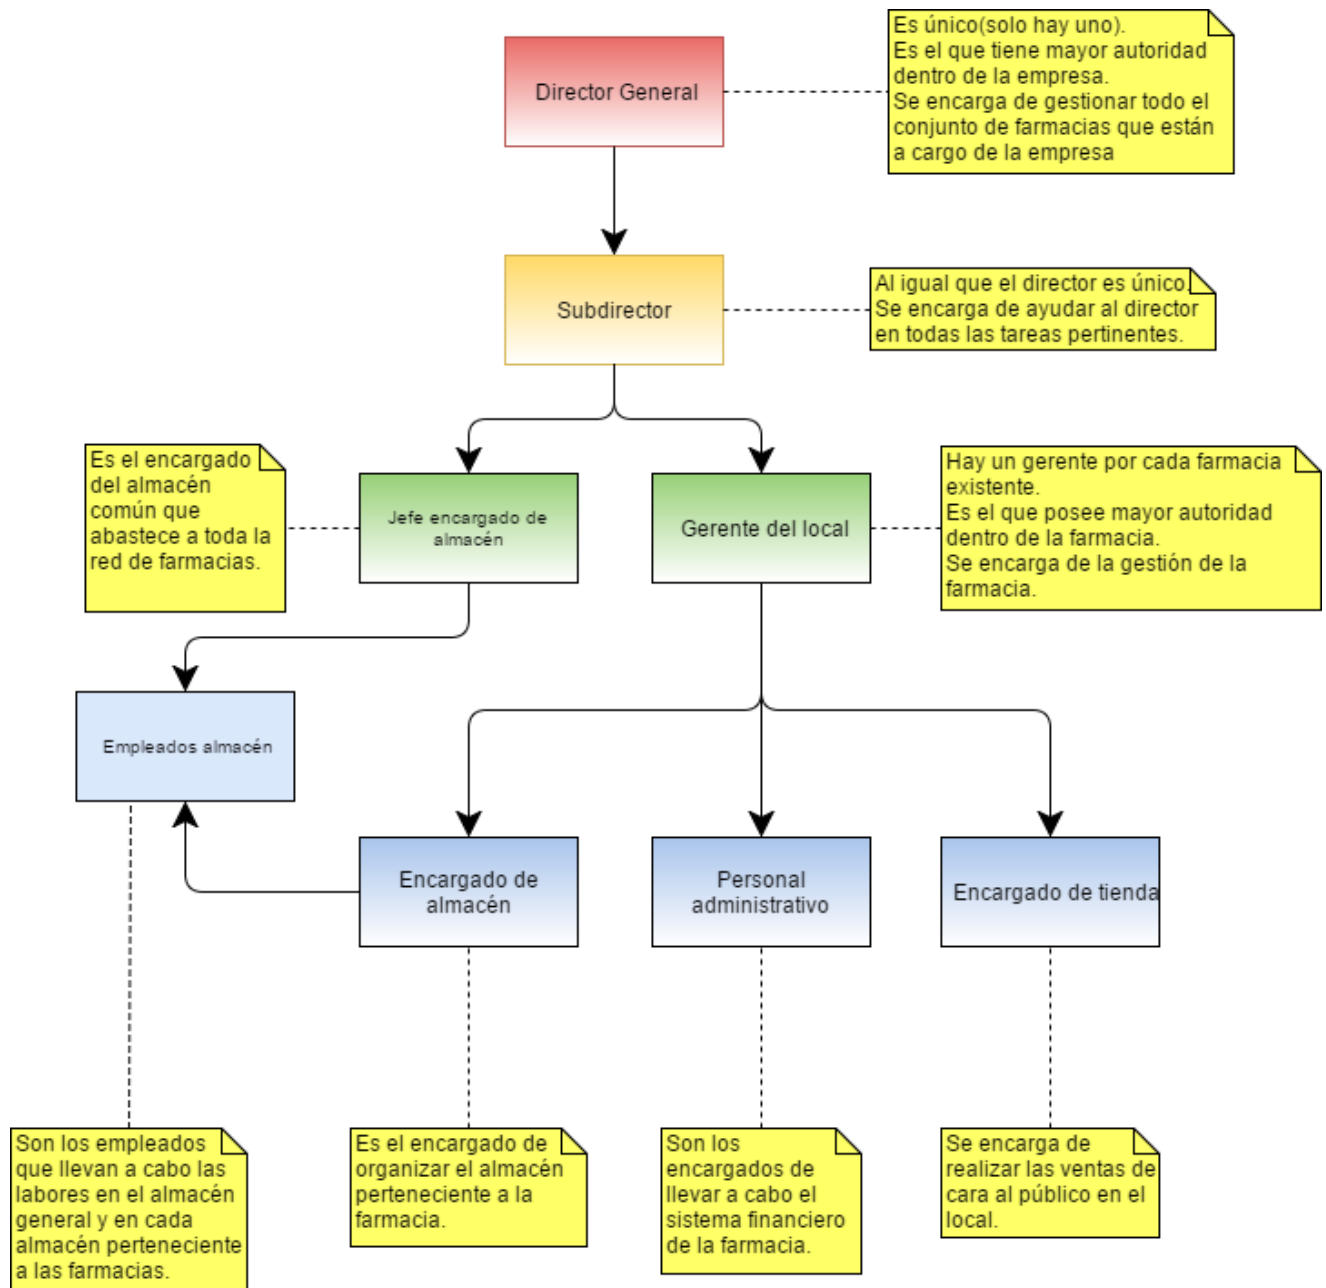 Director General
Es único(solo hay uno).
Es el que tiene mayor autoridad
dentro de la empresa.
Se encarga de gestionar todo el
conjunto de farmacias que están
a cargo de la empresa
Subdirector
Al igual que el director es único.
Se encarga de ayudar al director
en todas las tareas pertinentes.
Es el encargado
del almacén
común que
abastece a toda la
red de farmacias.
Jefe encargado de
almacén
Gerente del local
Hay un gerente por cada farmacia
existente.
Es el que posee mayor autoridad
dentro de la farmacia.
Se encarga de la gestión de la
farmacia.
Empleados almacén
Encargado de
almacén
Personal
administrativo
Encargado de tienda
Son los empleados
que llevan a cabo las
labores en el almacén
general y en cada
almacén perteneciente
a las farmacias.
Es el encargado de
organizar el almacén
perteneciente a la
farmacia.
Son los
encargados de
llevar a cabo el
sistema financiero
de la farmacia.
Se encarga de
realizar las ventas de
cara al público en el
local.